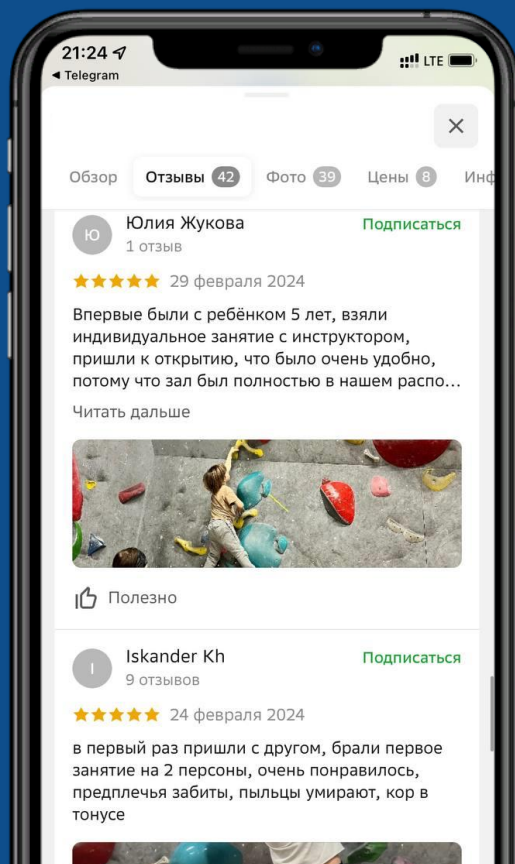 21:24
◄ Telegram
LTE
Обзор Отзывы 42 Фото 39 Цены 8 Инф
Ю
Юлия Жукова
Подписаться
1 отзыв
29 февраля 2024
Впервые были с ребёнком 5 лет, взяли
индивидуальное занятие с инструктором,
пришли к открытию, что было очень удобно,
потому что зал был полностью в нашем распо...
Читать дальше
Полезно
I
Iskander Kh
Подписаться
9 отзывов
24 февраля 2024
в первый раз пришли с другом, брали первое
занятие на 2 персоны, очень понравилось,
предплечья забиты, пыльцы умирают, кор в
тонусе